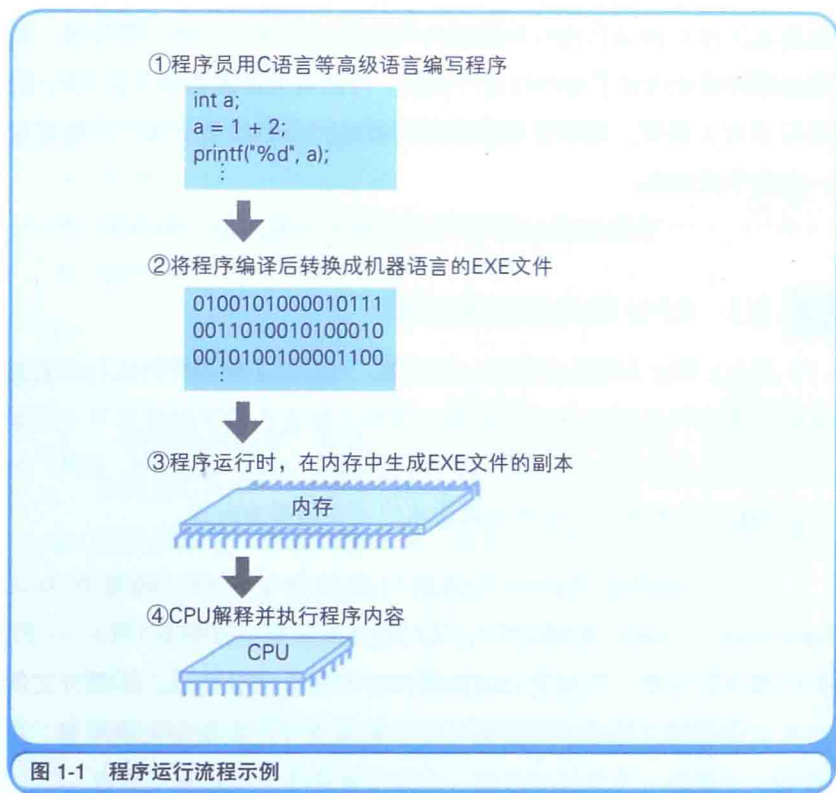 ①程序员用C语言等高级语言编写程序
int a;
a = 1 + 2;
printf("%d", a);
⋮
②将程序编译后转换成机器语言的EXE文件
0100101000010111
0011010010100010
0010100100001100
⋮
③程序运行时，在内存中生成EXE文件的副本
内存
④CPU解释并执行程序内容
CPU
图 1-1 程序运行流程示例